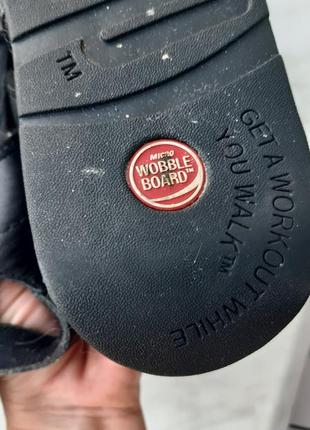 TM
MICRO
WOBBLE
BOARD™
GET A WORKOUT WHILE
YOU WALK™